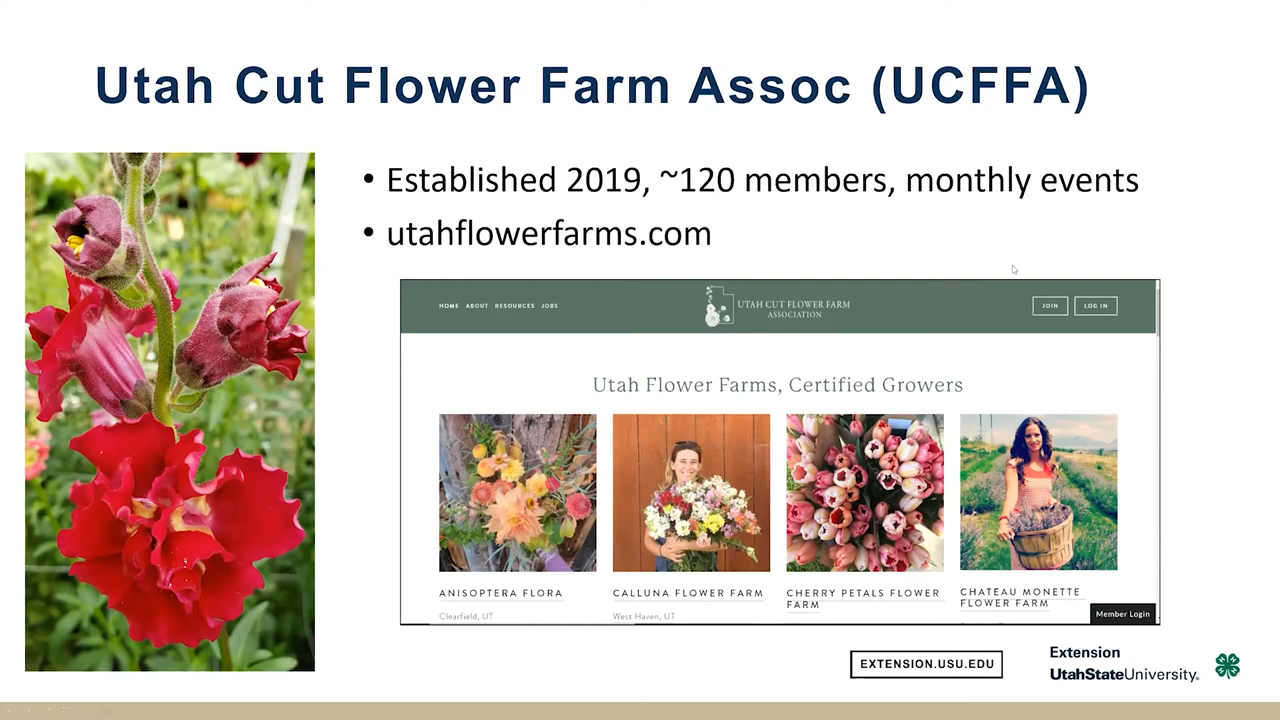 Utah Cut Flower Farm Assoc (UCFFA)
• Established 2019, ~120 members, monthly events
• utahflowerfarms.com
HOME ABOUT RESOURCES JOBS
UTAH CUT FLOWER FARM
ASSOCIATION
JOIN LOG IN
Utah Flower Farms, Certified Growers
ANISOPTERA FLORA
Clearfield, UT
CALLUNA FLOWER FARM
West Haven, UT
CHERRY PETALS FLOWER
FARM
CHATEAU MONETTE
FLOWER FARM
Member Login
EXTENSION.USU.EDU
Extension
UtahStateUniversity®